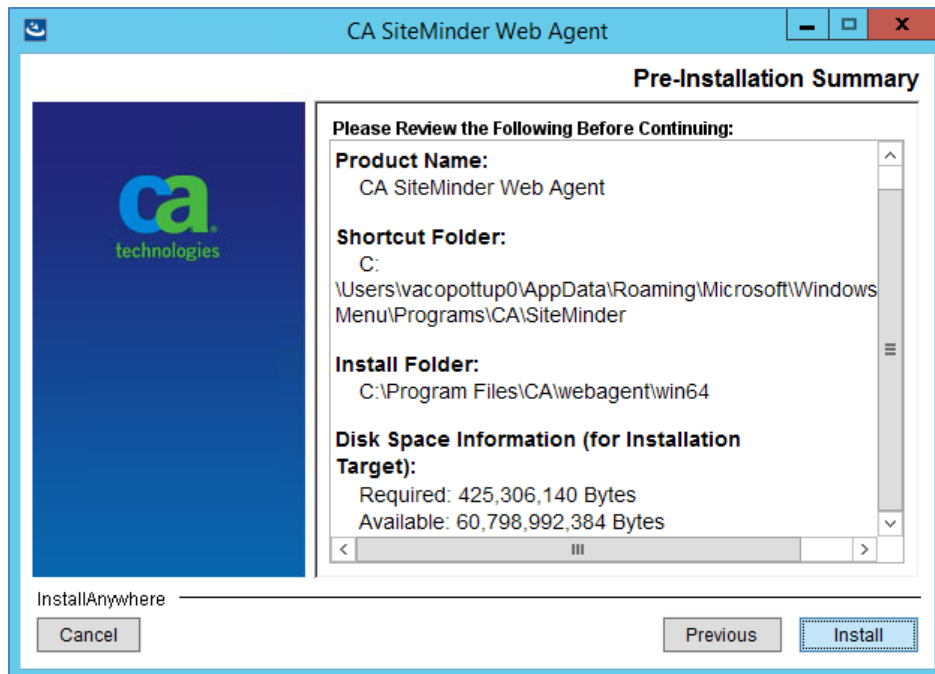 CA SiteMinder Web Agent
Pre-Installation Summary
ca
technologies
Please Review the Following Before Continuing:
Product Name:
CA SiteMinder Web Agent
Shortcut Folder:
C:
\Users\vacopottup0\AppData\Roaming\Microsoft\Windows
Menu\Programs\CA\SiteMinder
Install Folder:
C:\Program Files\CA\webagent\win64
Disk Space Information (for Installation
Target):
Required: 425,306,140 Bytes
Available: 60,798,992,384 Bytes
InstallAnywhere
Cancel
Previous
Install